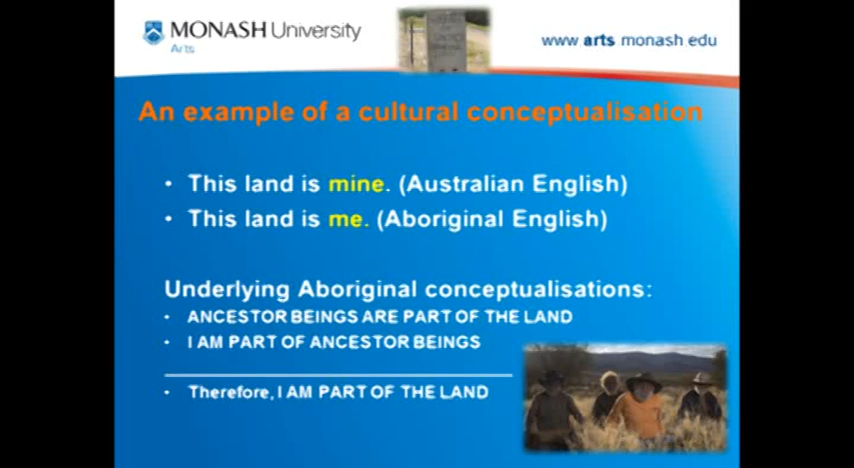 MONASH University
Arts
www arts monash edu
An example of a cultural conceptualisation
• This land is mine. (Australian English)
• This land is me. (Aboriginal English)
Underlying Aboriginal conceptualisations:
• ANCESTOR BEINGS ARE PART OF THE LAND
• I AM PART OF ANCESTOR BEINGS
• Therefore, I AM PART OF THE LAND